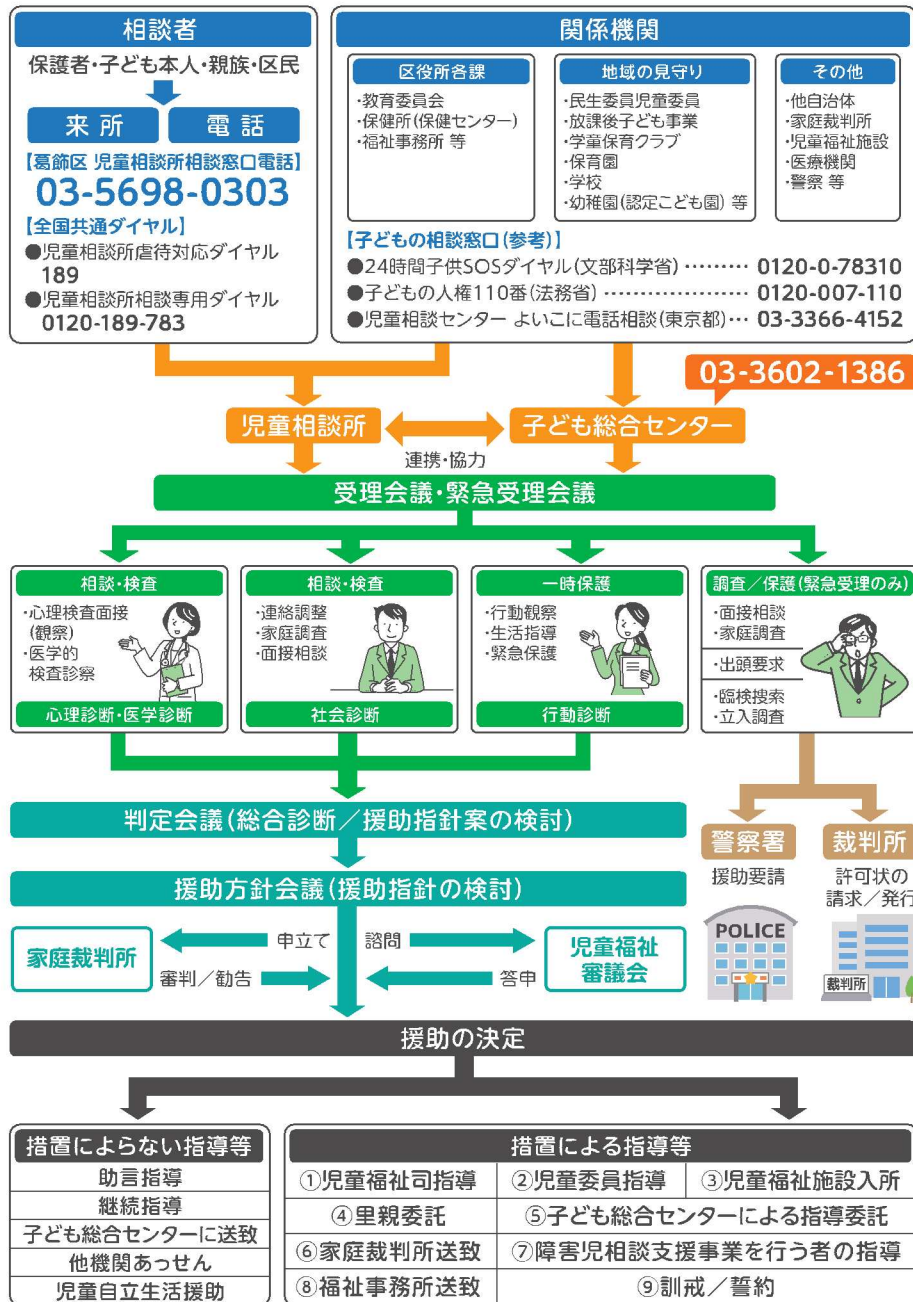 相談者
保護者・子ども本人・親族・区民
来所
電話
【葛飾区 児童相談所相談窓口電話】
03-5698-0303
【全国共通ダイヤル】
●児童相談所虐待対応ダイヤル
189
●児童相談所相談専用ダイヤル
0120-189-783
関係機関
区役所各課
・教育委員会
・保健所(保健センター)
・福祉事務所 等
地域の見守り
・民生委員児童委員
・放課後子ども事業
・学童保育クラブ
・保育園
・学校
・幼稚園(認定こども園) 等
その他
・他自治体
・家庭裁判所
・児童福祉施設
・医療機関
・警察 等
【子どもの相談窓口(参考)】
●24時間子供SOSダイヤル(文部科学省)………0120-0-78310
●子どもの人権110番(法務省)………………0120-007-110
●児童相談センター よいこに電話相談(東京都)…03-3366-4152
03-3602-1386
児童相談所
子ども総合センター
連携・協力
受理会議・緊急受理会議
相談・検査
・心理検査面接
(観察)
・医学的
検査診察
心理診断・医学診断
相談・検査
・連絡調整
・家庭調査
・面接相談
社会診断
一時保護
・行動観察
・生活指導
・緊急保護
行動診断
調査／保護(緊急受理のみ)
・面接相談
・家庭調査
・出頭要求
・臨検捜索
・立入調査
判定会議(総合診断／援助指針案の検討)
援助方針会議(援助指針の検討)
警察署
援助要請
POLICE
裁判所
許可状の
請求／発行
裁判所
家庭裁判所
申立て
審判／勧告
諮問
答申
児童福祉
審議会
援助の決定
措置によらない指導等
助言指導
継続指導
子ども総合センターに送致
他機関あっせん
児童自立生活援助
措置による指導等
①児童福祉司指導
②児童委員指導
③児童福祉施設入所
④里親委託
⑤子ども総合センターによる指導委託
⑥家庭裁判所送致
⑦障害児相談支援事業を行う者の指導
⑧福祉事務所送致
⑨訓戒／誓約